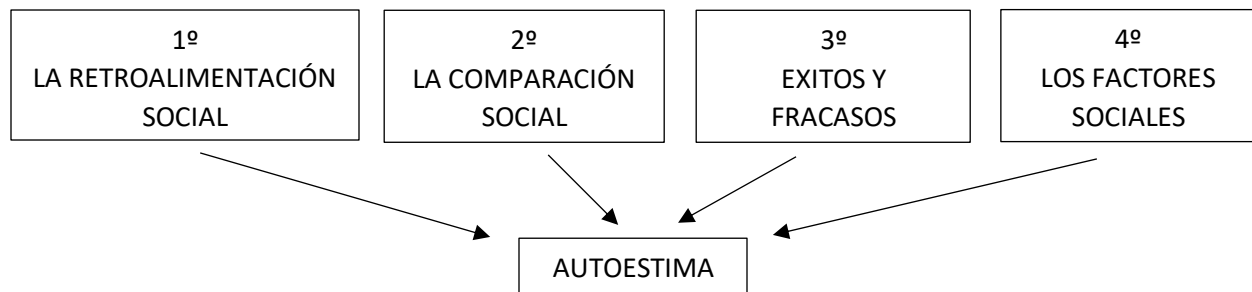 1º
LA RETROALIMENTACIÓN
SOCIAL
2º
LA COMPARACIÓN
SOCIAL
3º
EXITOS Y
FRACASOS
4º
LOS FACTORES
SOCIALES
AUTOESTIMA